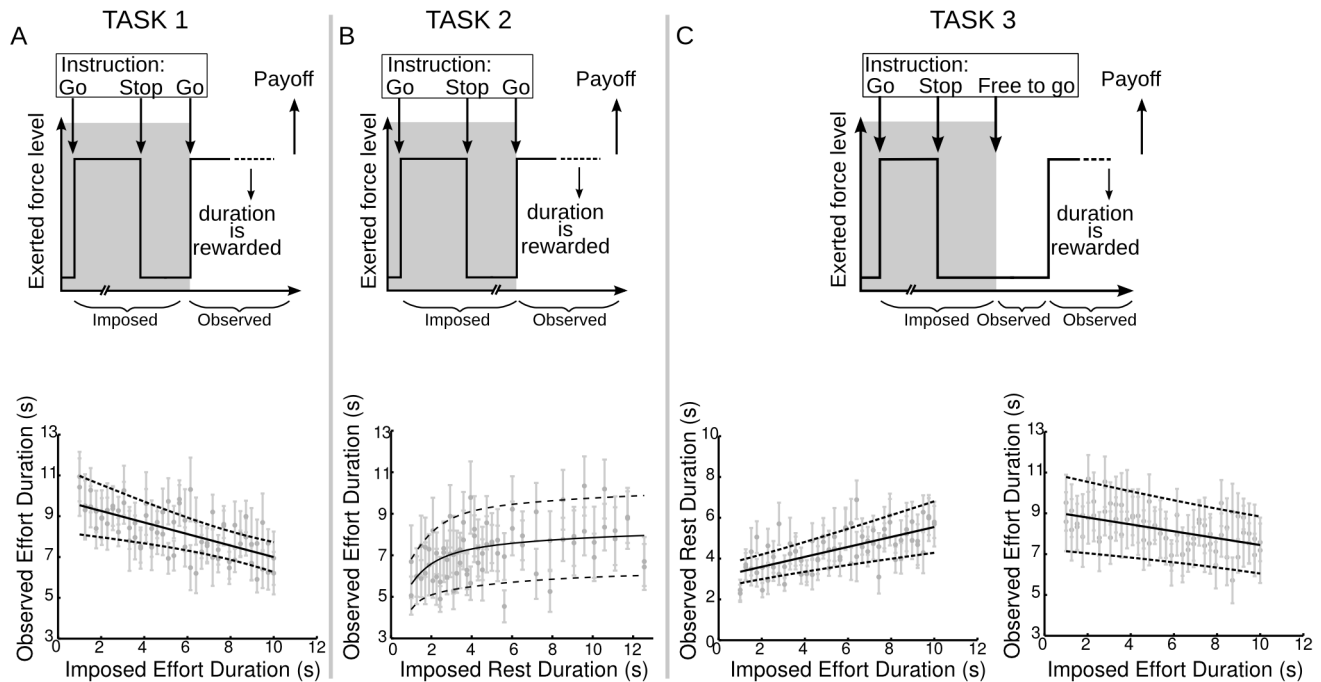 TASK 1
A
Instruction:
Go Stop Go
Payoff
Exerted force level
duration
is
rewarded
Imposed Observed
Observed Effort Duration (s)
13
11
9
7
5
3
0 2 4 6 8 10 12
Imposed Effort Duration (s)
TASK 2
B
Instruction:
Go Stop Go
Payoff
Exerted force level
duration
is
rewarded
Imposed Observed
Observed Effort Duration (s)
13
11
9
7
5
3
0 2 4 6 8 10 12
Imposed Rest Duration (s)
TASK 3
C
Instruction:
Go Stop Free to go
Payoff
Exerted force level
duration
is
rewarded
Imposed Observed Observed
Observed Rest Duration (s)
10
8
6
4
2
0
0 2 4 6 8 10 12
Imposed Effort Duration (s)
Observed Effort Duration (s)
13
11
9
7
5
3
0 2 4 6 8 10 12
Imposed Effort Duration (s)